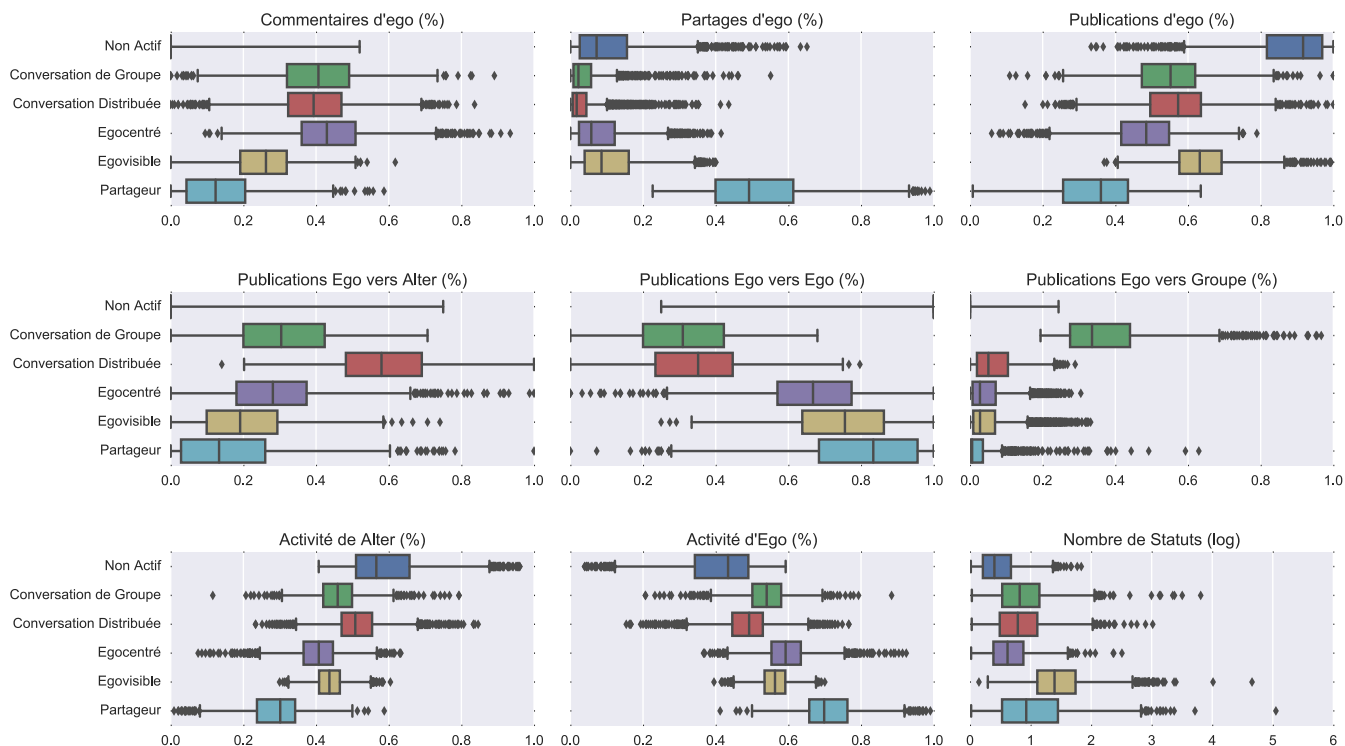 Commentaires d'ego (%)
Partages d'ego (%)
Publications d'ego (%)
Non Actif
Conversation de Groupe
Conversation Distribuée
Egocentré
Egovisible
Partageur
0.0 0.2 0.4 0.6 0.8 1.0
0.0 0.2 0.4 0.6 0.8 1.0
0.0 0.2 0.4 0.6 0.8 1.0
Publications Ego vers Alter (%)
Publications Ego vers Ego (%)
Publications Ego vers Groupe (%)
Non Actif
Conversation de Groupe
Conversation Distribuée
Egocentré
Egovisible
Partageur
0.0 0.2 0.4 0.6 0.8 1.0
0.0 0.2 0.4 0.6 0.8 1.0
0.0 0.2 0.4 0.6 0.8 1.0
Activité de Alter (%)
Activité d'Ego (%)
Nombre de Statuts (log)
Non Actif
Conversation de Groupe
Conversation Distribuée
Egocentré
Egovisible
Partageur
0.0 0.2 0.4 0.6 0.8 1.0
0.0 0.2 0.4 0.6 0.8 1.0
0 1 2 3 4 5 6